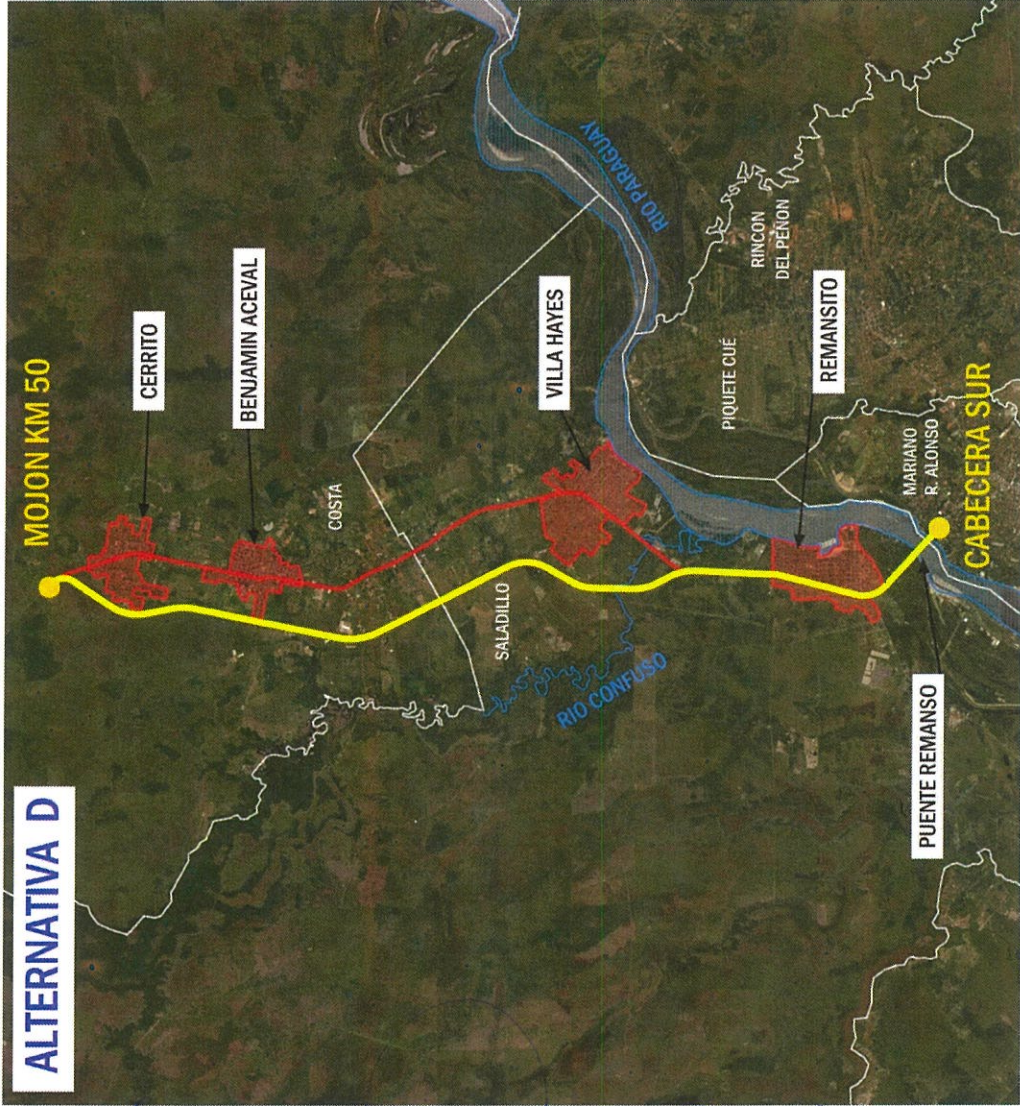 ALTERNATIVA D
MOJON KM 50
CERRITO
BENJAMIN ACEVAL
COSTA
RIO PARAGUAY
SALADILLO
VILLA HAYES
RIO CONFUSO
RINCON
DEL PEÑON
PIQUETE CUÉ
REMANSITO
MARIANO
R. ALONSO
CABECERA SUR
PUENTE REMANSO